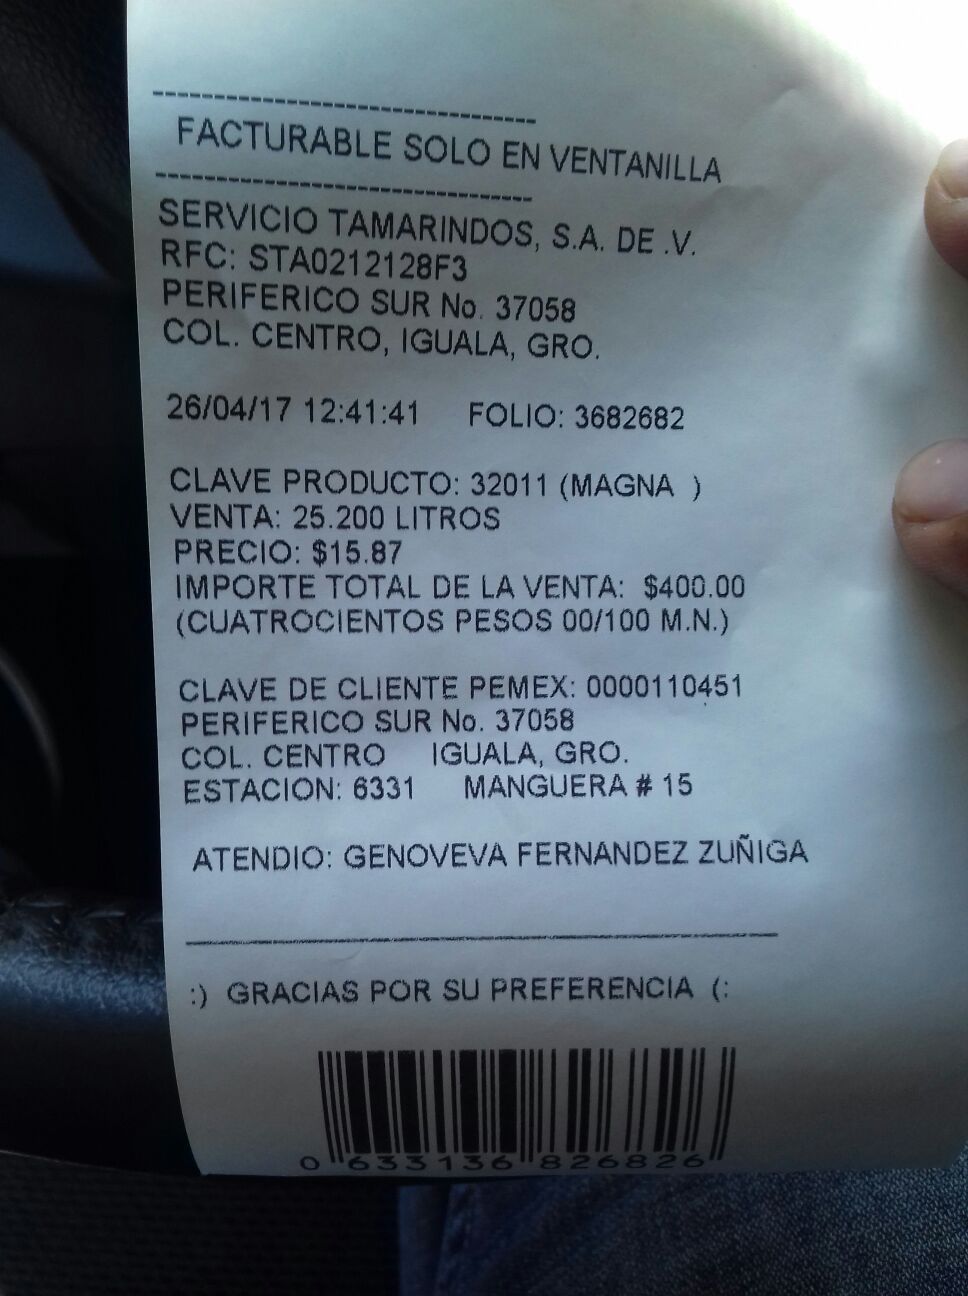 FACTURABLE SOLO EN VENTANILLA
SERVICIO TAMARINDOS, S.A. DE .V.
RFC: STA0212128F3
PERIFERICO SUR No. 37058
COL. CENTRO, IGUALA, GRO.
26/04/17 12:41:41 FOLIO: 3682682
CLAVE PRODUCTO: 32011 (MAGNA )
VENTA: 25.200 LITROS
PRECIO: $15.87
IMPORTE TOTAL DE LA VENTA: $400.00
(CUATROCIENTOS PESOS 00/100 M.N.)
CLAVE DE CLIENTE PEMEX: 0000110451
PERIFERICO SUR No. 37058
COL. CENTRO IGUALA, GRO.
ESTACION: 6331 MANGUERA # 15
ATENDIO: GENOVEVA FERNANDEZ ZUÑIGA
:) GRACIAS POR SU PREFERENCIA (:
0 633136 826826